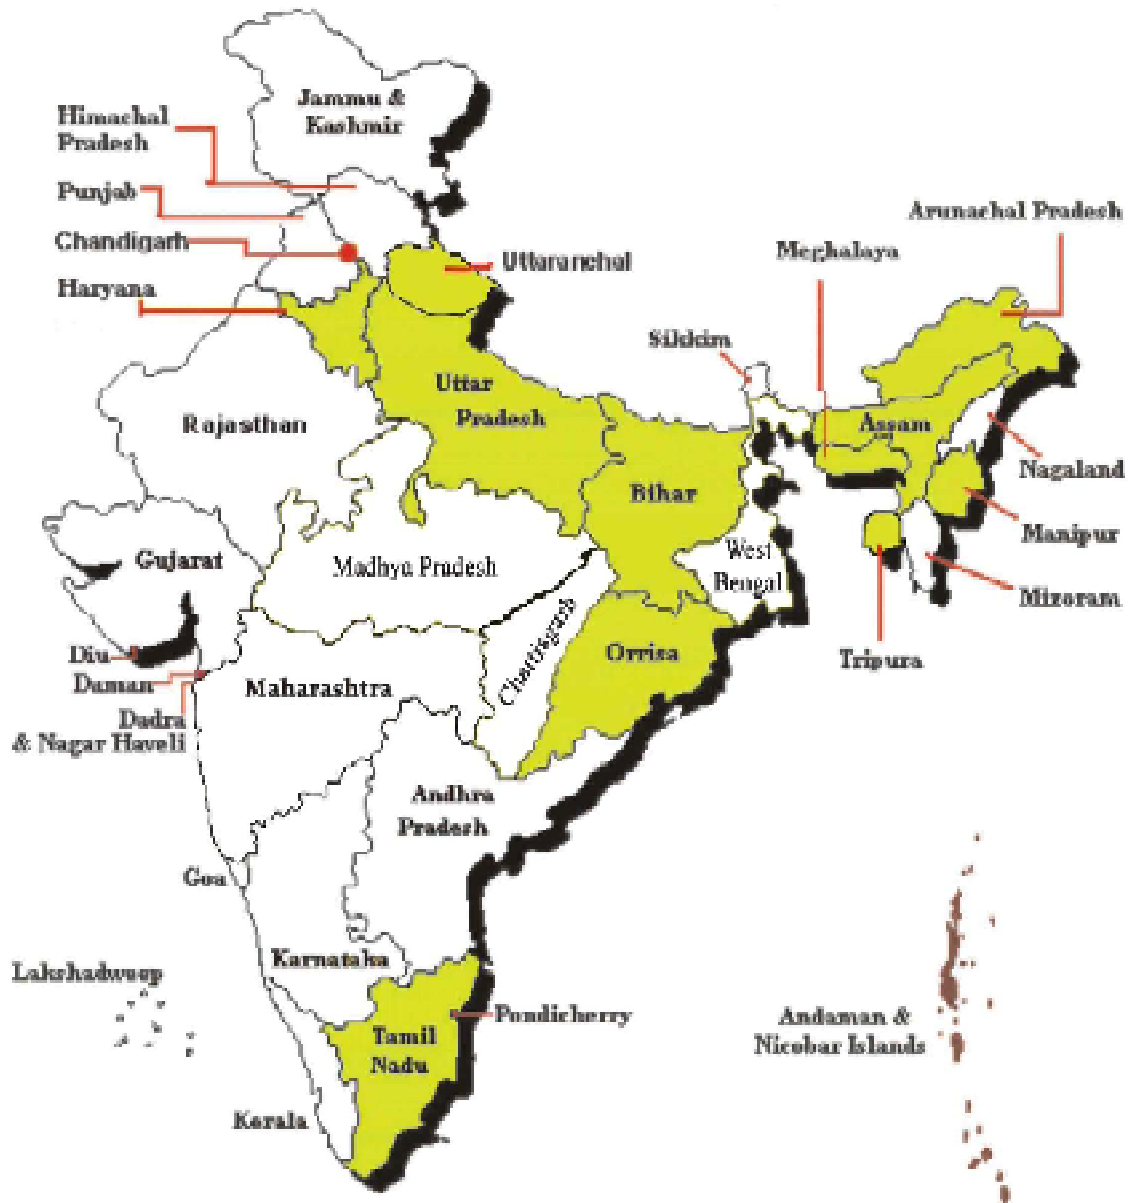 Jammu &
Kashmir
Himachal
Pradesh
Punjab
Chandigarh
Haryana
Uttaranchal
Arunachal Pradesh
Meghalaya
Sikkim
Uttar
Pradesh
Rajasthan
Assam
Nagaland
Bihar
Manipur
Gujarat
Madhya Pradesh
West
Bengal
Mizoram
Chattisgarh
Orrisa
Tripura
Diu
Daman
Maharashtra
Dadra
& Nagar Haveli
Andhra
Pradesh
Goa
Karnataka
Lakshadweep
Pondicherry
Andaman &
Nicobar Islands
Tamil
Nadu
Kerala